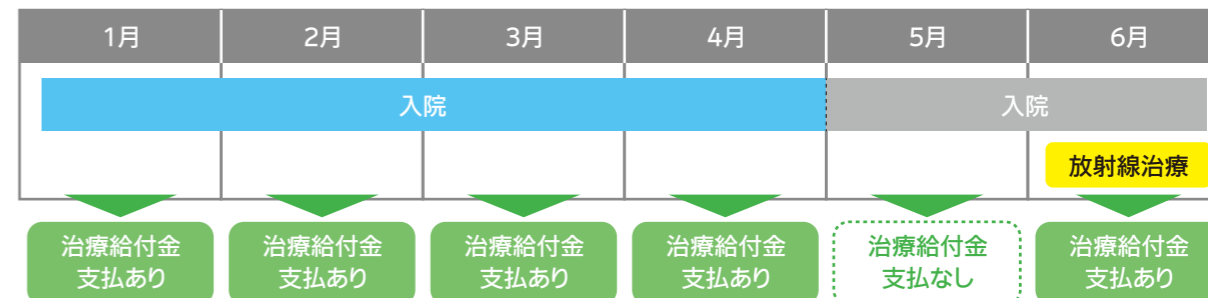 1月 2月 3月 4月 5月 6月
入院 入院
放射線治療
治療給付金 治療給付金 治療給付金 治療給付金 治療給付金 治療給付金
支払あり 支払あり 支払あり 支払あり 支払なし 支払あり